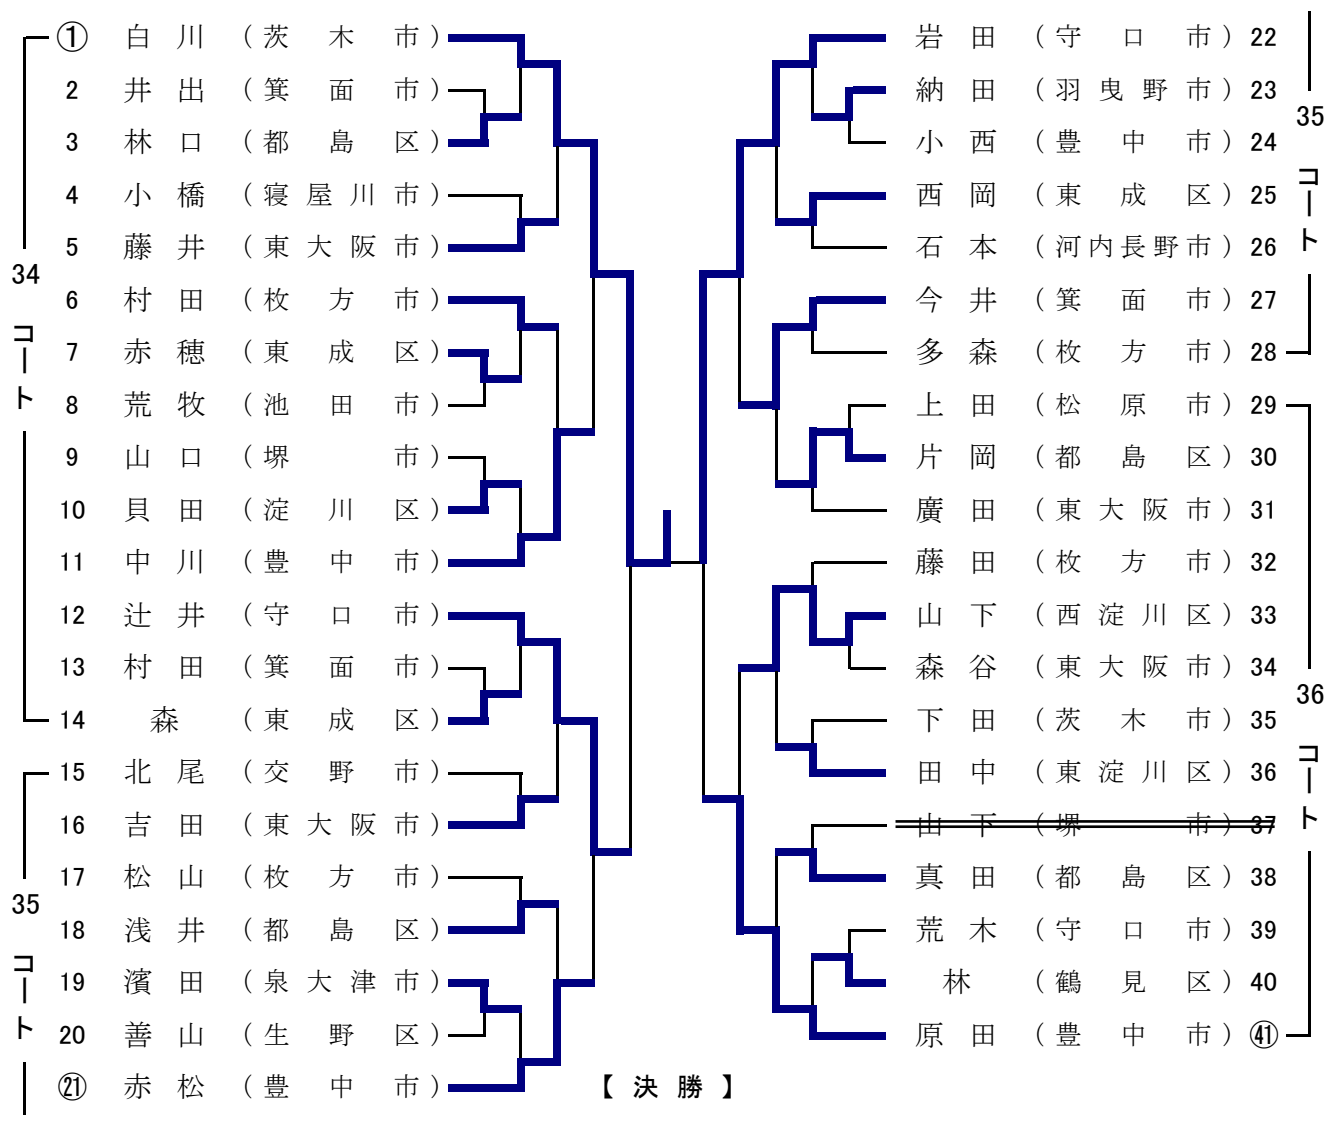 ① 白川 (茨木市)
2 井出 (箕面市)
3 林口 (都島区)
4 小橋 (寝屋川市)
5 藤井 (東大阪市)
6 村田 (枚方市)
7 赤穂 (東成区)
8 荒牧 (池田市)
9 山口 (堺市)
10 貝田 (淀川区)
11 中川 (豊中市)
12 辻井 (守口市)
13 村田 (箕面市)
14 森 (東成区)
15 北尾 (交野市)
16 吉田 (東大阪市)
17 松山 (枚方市)
18 浅井 (都島区)
19 濱田 (泉大津市)
20 善山 (生野区)
㉑ 赤松 (豊中市)
34コート
35コート
岩田 (守口市) 22
納田 (羽曳野市) 23
小西 (豊中市) 24
西岡 (東成区) 25
石本 (河内長野市) 26
今井 (箕面市) 27
多森 (枚方市) 28
上田 (松原市) 29
片岡 (都島区) 30
廣田 (東大阪市) 31
藤田 (枚方市) 32
山下 (西淀川区) 33
森谷 (東大阪市) 34
下田 (茨木市) 35
田中 (東淀川区) 36
山下 (堺市) 37
真田 (都島区) 38
荒木 (守口市) 39
林 (鶴見区) 40
原田 (豊中市) ㊶
35コート
36コート
【決勝】